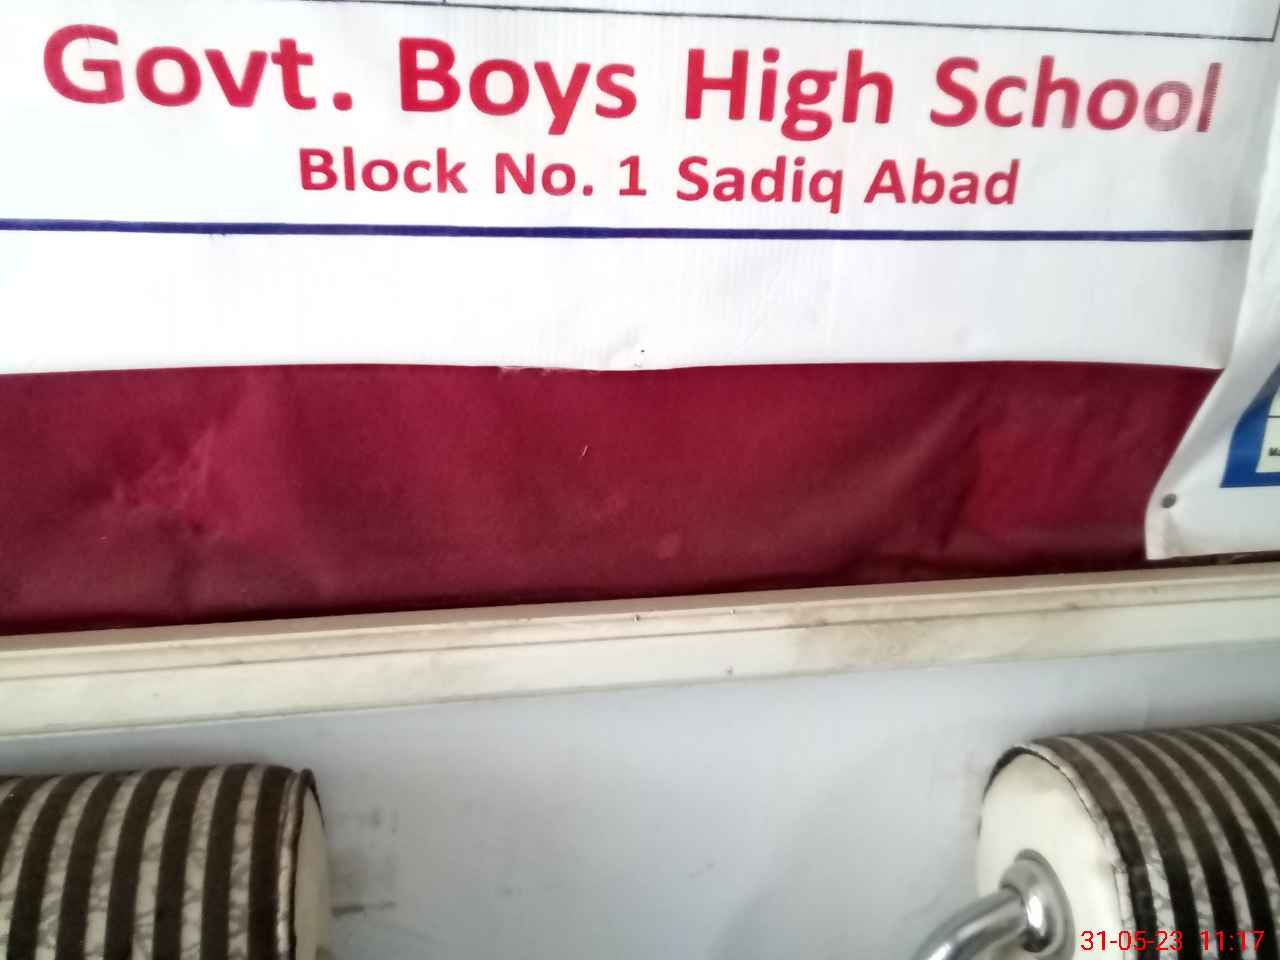 Govt. Boys High School
Block No. 1 Sadiq Abad
31-05-23 11:17